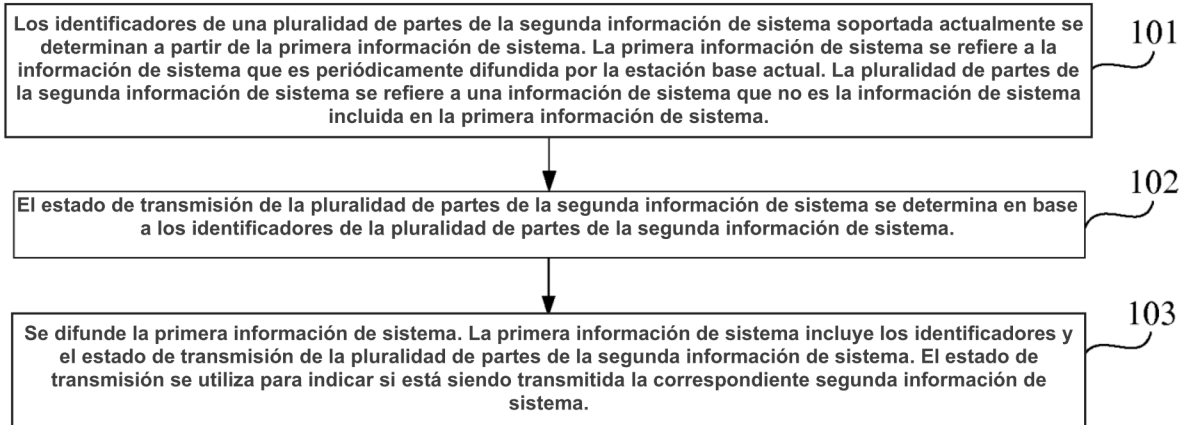 Los identificadores de una pluralidad de partes de la segunda información de sistema soportada actualmente se
determinan a partir de la primera información de sistema. La primera información de sistema se refiere a la
información de sistema que es periódicamente difundida por la estación base actual. La pluralidad de partes de
la segunda información de sistema se refiere a una información de sistema que no es la información de sistema
incluida en la primera información de sistema.
101
El estado de transmisión de la pluralidad de partes de la segunda información de sistema se determina en base
a los identificadores de la pluralidad de partes de la segunda información de sistema.
102
Se difunde la primera información de sistema. La primera información de sistema incluye los identificadores y
el estado de transmisión de la pluralidad de partes de la segunda información de sistema. El estado de
transmisión se utiliza para indicar si está siendo transmitida la correspondiente segunda información de
sistema.
103